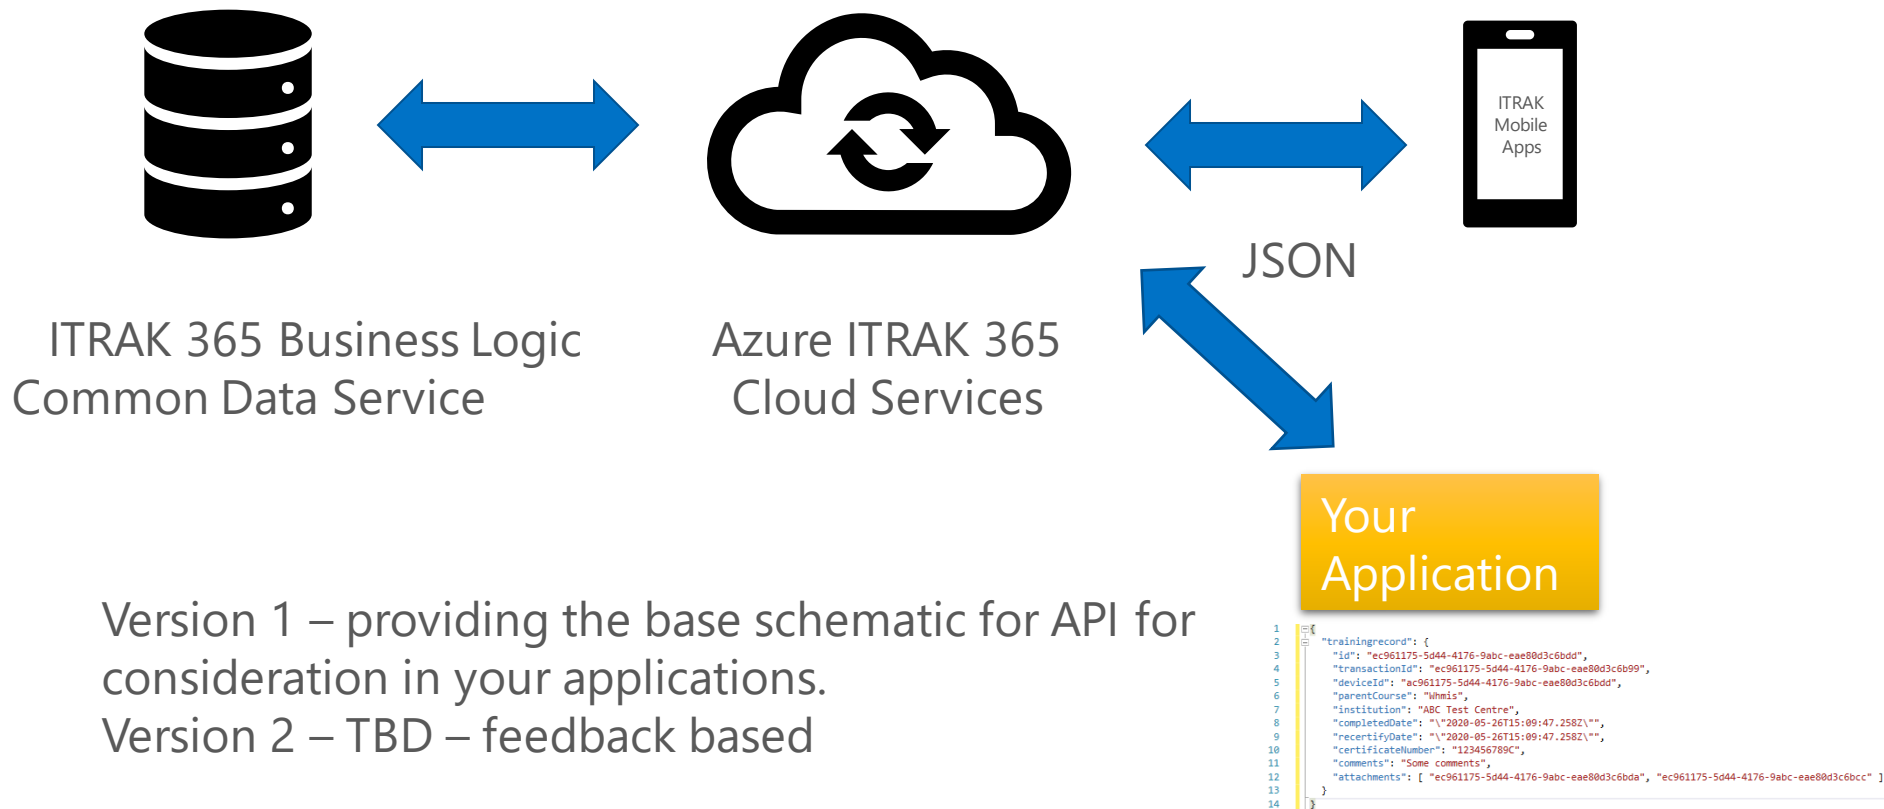 ITRAK
Mobile
Apps
JSON
ITRAK 365 Business Logic
Common Data Service
Azure ITRAK 365
Cloud Services
Your
Application
Version 1 – providing the base schematic for API for
consideration in your applications.
Version 2 – TBD – feedback based
1 {
2 "trainingrecord": {
3 "id": "ec961175-5d44-4176-9abc-eae80d3c6bdd",
4 "transactionId": "ec961175-5d44-4176-9abc-eae80d3c6b99",
5 "deviceId": "ac961175-5d44-4176-9abc-eae80d3c6bdd",
6 "parentCourse": "Whmis",
7 "institution": "ABC Test Centre",
8 "completedDate": "\"2020-05-26T15:09:47.258Z\"",
9 "recertifyDate": "\"2020-05-26T15:09:47.258Z\"",
10 "certificateNumber": "123456789C",
11 "comments": "Some comments",
12 "attachments": [ "ec961175-5d44-4176-9abc-eae80d3c6bda", "ec961175-5d44-4176-9abc-eae80d3c6bcc" ]
13 }
14 }